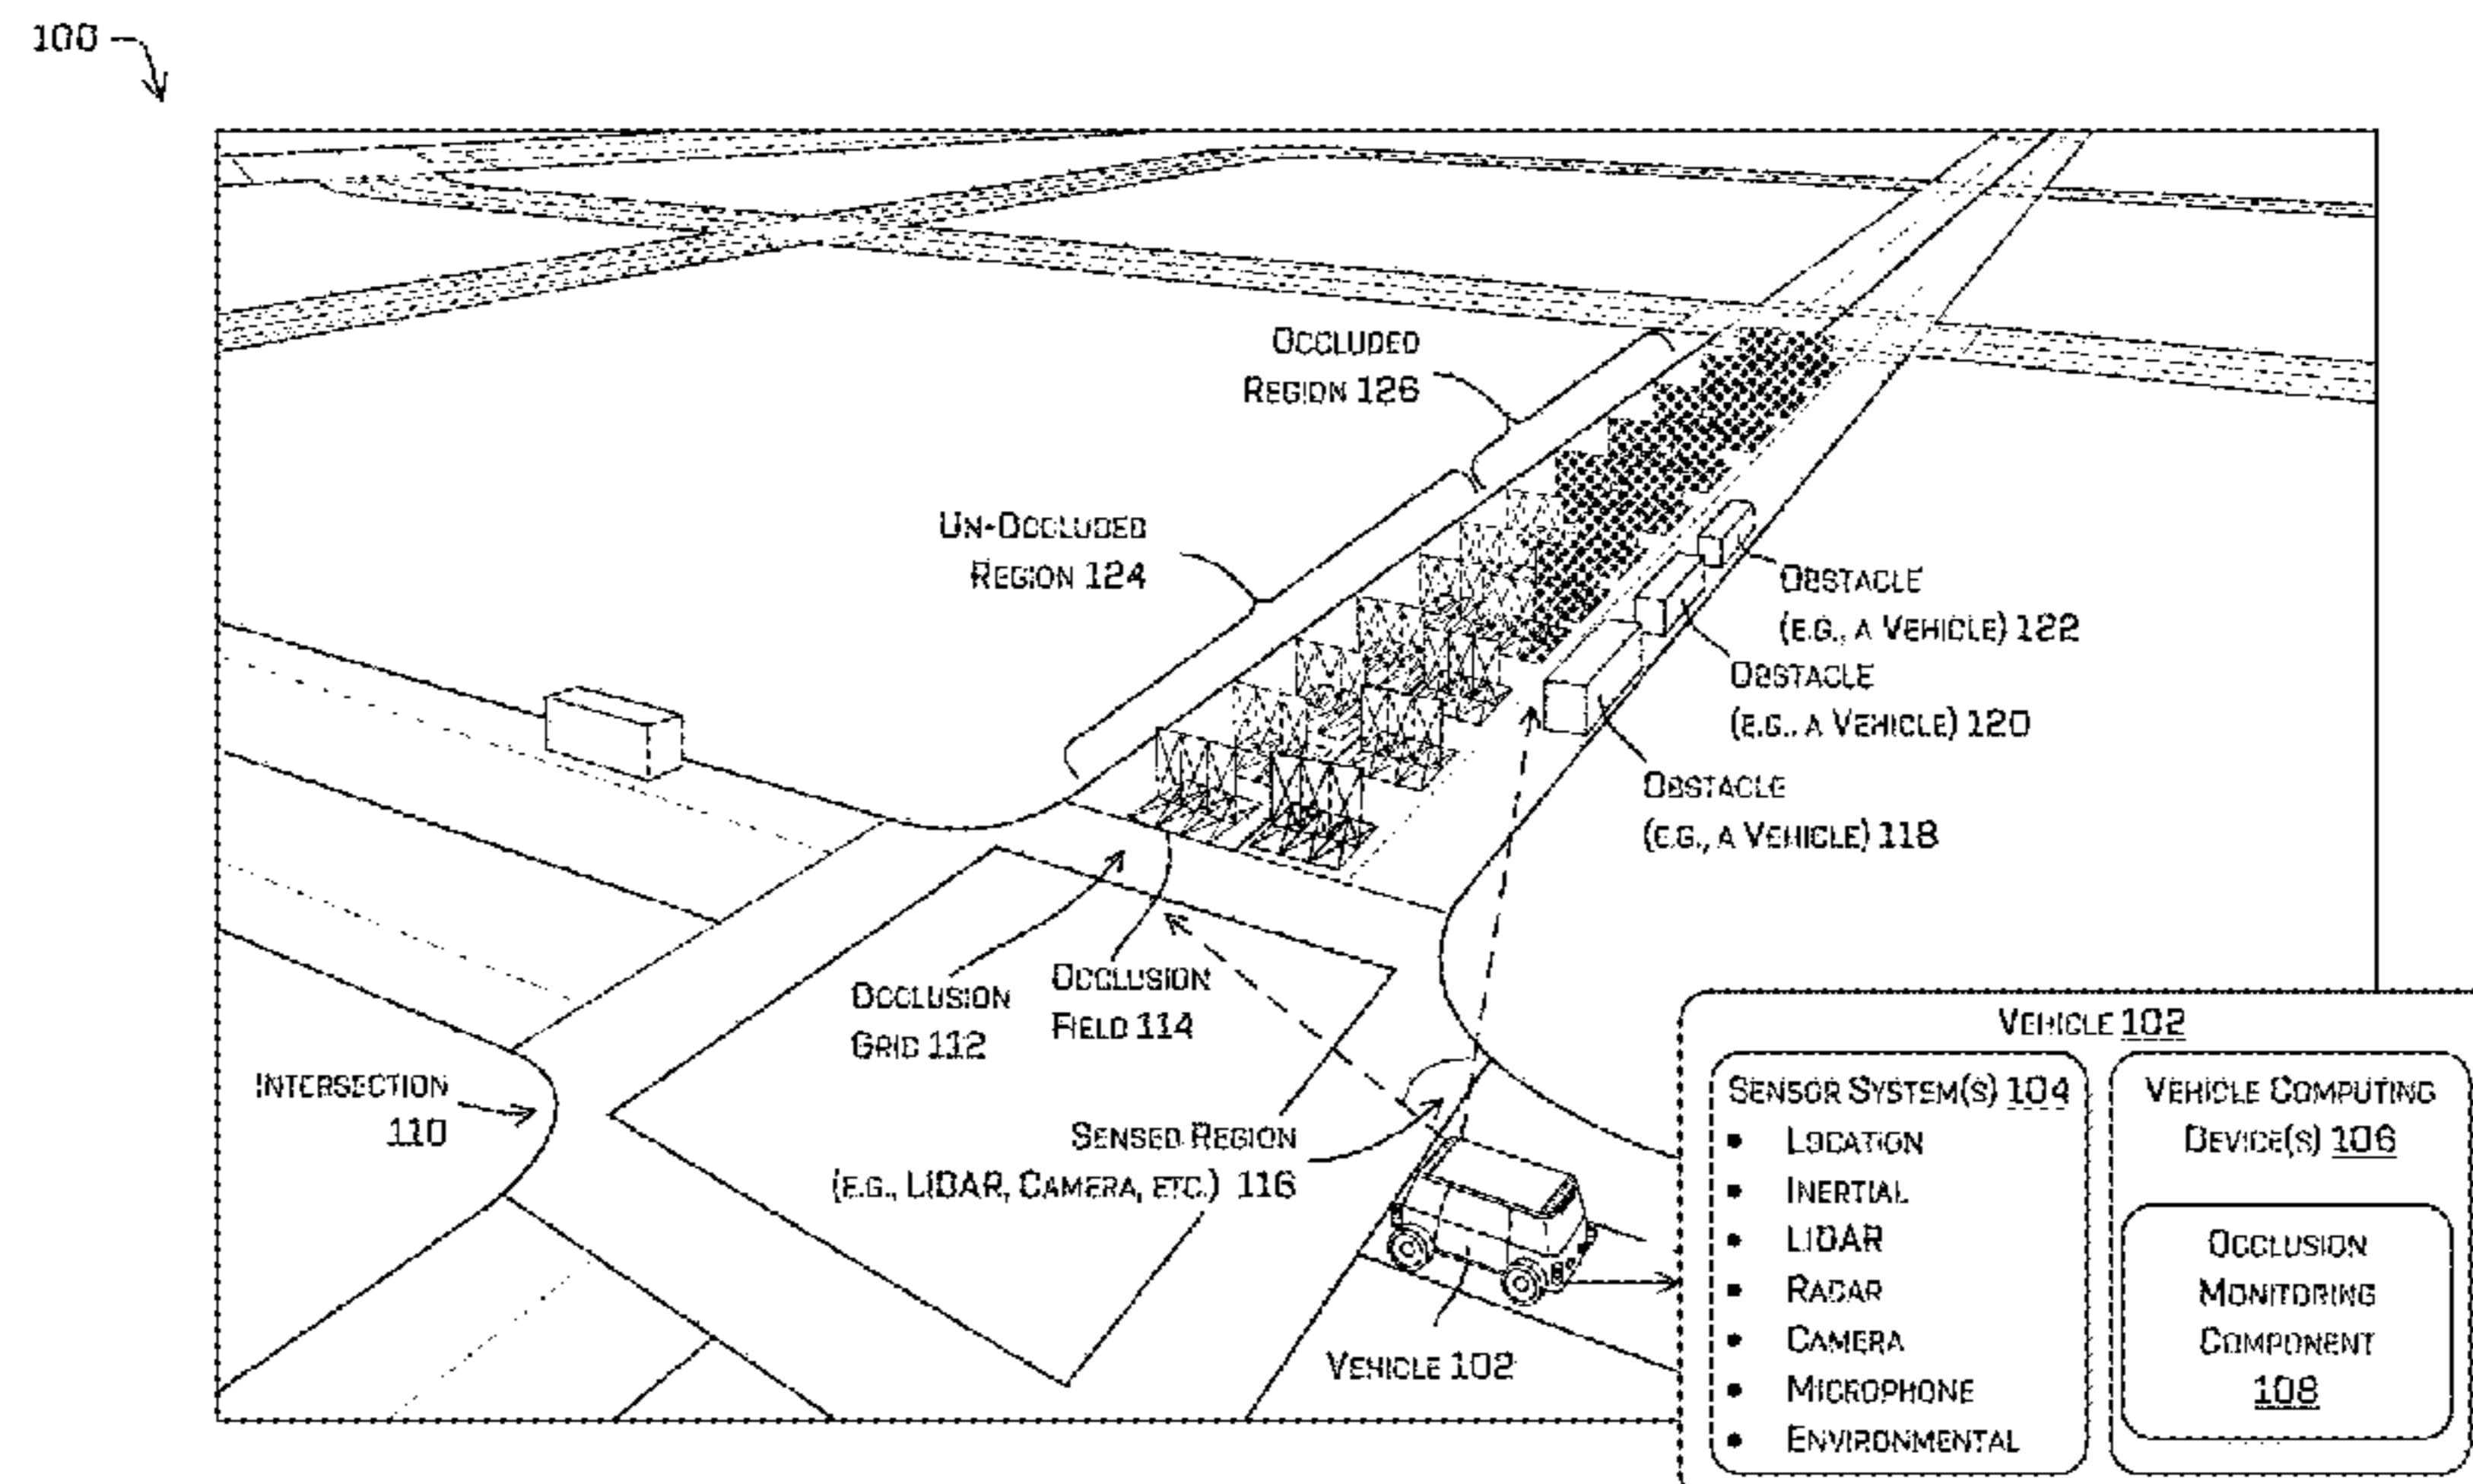 100
OCCLUDED
REGION 126
UN-OCCLUDED
REGION 124
OBSTACLE
(E.G., A VEHICLE) 122
OBSTACLE
(E.G., A VEHICLE) 120
OBSTACLE
(E.G., A VEHICLE) 118
OCCLUSION
GRID 112
OCCLUSION
FIELD 114
INTERSECTION
110
SENSED REGION
(E.G., LIDAR, CAMERA, ETC.) 116
VEHICLE 102
VEHICLE 102
SENSOR SYSTEM(S) 104
• LOCATION
• INERTIAL
• LIDAR
• RADAR
• CAMERA
• MICROPHONE
• ENVIRONMENTAL
VEHICLE COMPUTING
DEVICE(S) 106
OCCLUSION
MONITORING
COMPONENT
108